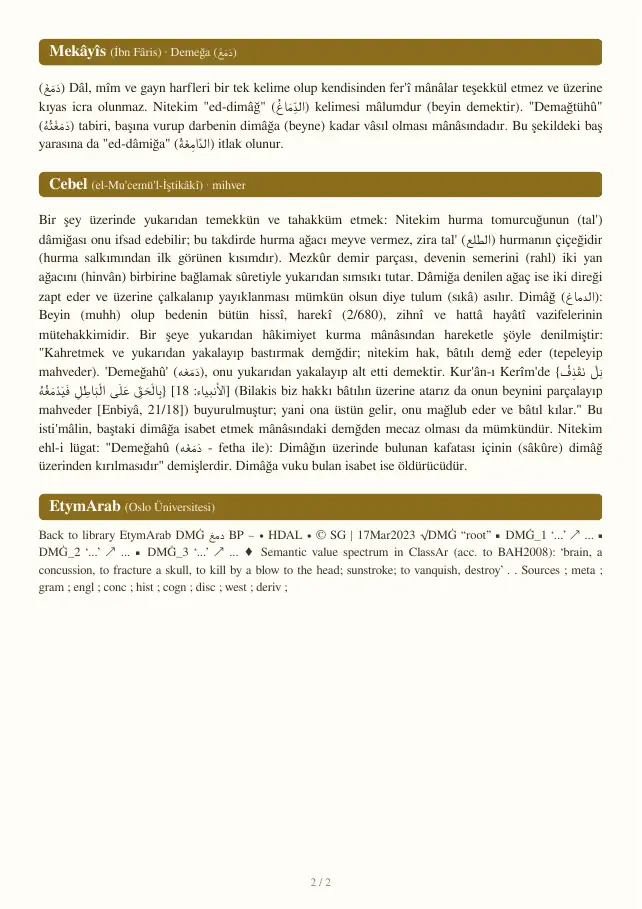 Mekâyîs (İbn Fâris) · Demeğa (دَمَغَ)
(دَمَغَ) Dâl, mîm ve gayn harfleri bir tek kelime olup kendisinden fer'î mânâlar teşekkül etmez ve üzerine
kıyas icra olunmaz. Nitekim "ed-dimâğ" (الدِّمَاغُ) kelimesi mâlumdur (beyin demektir). "Demağtühû"
(دَمَغْتُهُ) tabiri, başına vurup darbenin dimâğa (beyne) kadar vâsıl olması mânâsındadır. Bu şekildeki baş
yarasına da "ed-dâmiğa" (الدَّامِغَةُ) itlak olunur.
Cebel (el-Mu'cemü'l-İştikâkî) · mihver
Bir şey üzerinde yukarıdan temekkün ve tahakküm etmek: Nitekim hurma tomurcuğunun (tal')
dâmiğası onu ifsad edebilir; bu takdirde hurma ağacı meyve vermez, zira tal' (الطلع) hurmanın çiçeğidir
(hurma salkımından ilk görünen kısımdır). Mezkûr demir parçası, devenin semerini (rahl) iki yan
ağacını (hinvân) birbirine bağlamak sûretiyle yukarıdan sımsıkı tutar. Dâmiğa denilen ağaç ise iki direği
zapt eder ve üzerine çalkalanıp yayıklanması mümkün olsun diye tulum (sıkâ) asılır. Dimâğ (الدماغ):
Beyin (muhh) olup bedenin bütün hissî, harekî (2/680), zihnî ve hattâ hayâtî vazifelerinin
mütehakkimidir. Bir şeye yukarıdan hâkimiyet kurma mânâsından hareketle şöyle denilmiştir:
"Kahretmek ve yukarıdan yakalayıp bastırmak demğdir; nitekim hak, bâtılı demğ eder (tepeleyip
mahveder). 'Demeğahû' (دَمَغه), onu yukarıdan yakalayıp alt etti demektir. Kur'ân-ı Kerîm'de {بَلْ نَقْذِفُ
بِالْحَقِّ عَلَى الْبَاطِلِ فَيَدْمَغُهُ} [الأنبياء: 18] (Bilakis biz hakkı bâtılın üzerine atarız da onun beynini parçalayıp
mahveder [Enbiyâ, 21/18]) buyurulmuştur; yani ona üstün gelir, onu mağlub eder ve bâtıl kılar." Bu
isti'mâlin, baştaki dimâğa isabet etmek mânâsındaki demğden mecaz olması da mümkündür. Nitekim
ehl-i lügat: "Demeğahû (دَمَغه - fetha ile): Dimâğın üzerinde bulunan kafatası içinin (sâkûre) dimâğ
üzerinden kırılmasıdır" demişlerdir. Dimâğa vuku bulan isabet ise öldürücüdür.
EtymArab (Oslo Üniversitesi)
Back to library EtymArab DMĠ دمغ BP – • HDAL • © SG | 17Mar2023 √DMĠ “root” ▪ DMĠ_1 ‘...’ ↗ ... ▪
DMĠ_2 ‘...’ ↗ ... ▪ DMĠ_3 ‘...’ ↗ ... ♦ Semantic value spectrum in ClassAr (acc. to BAH2008): ‘brain, a
concussion, to fracture a skull, to kill by a blow to the head; sunstroke; to vanquish, destroy’ . . Sources ; meta ;
gram ; engl ; conc ; hist ; cogn ; disc ; west ; deriv ;
2 / 2